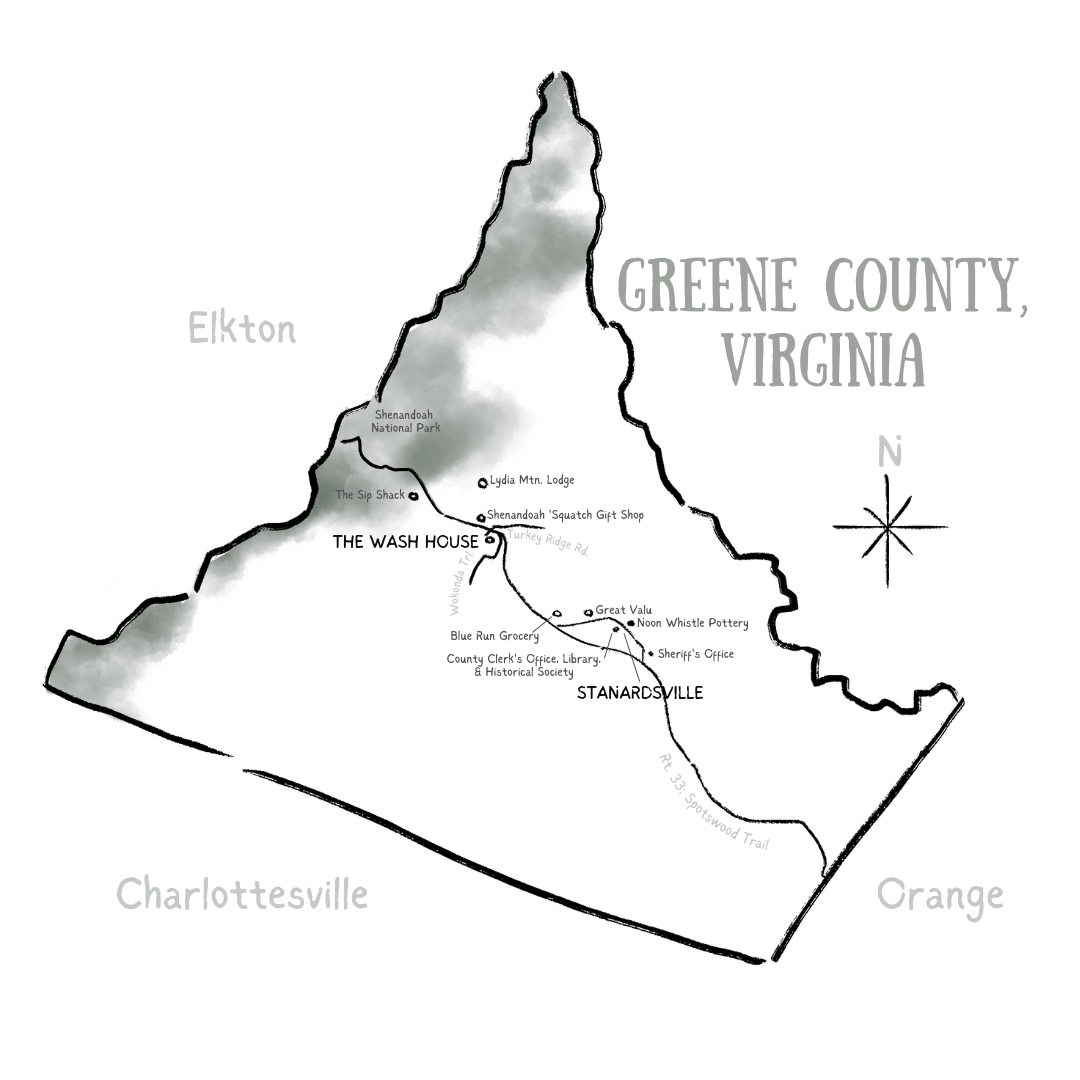 GREENE COUNTY,
VIRGINIA
Elkton
N
Shenandoah
National Park
Lydia Mtn. Lodge
The Sip Shack
Shenandoah 'Squatch Gift Shop
THE WASH HOUSE
Turkey Ridge Rd.
Wokonda Trl.
Great Valu
Noon Whistle Pottery
Blue Run Grocery
Sheriff's Office
County Clerk's Office, Library,
& Historical Society
STANARDSVILLE
Rt. 33: Spotswood Trail
Charlottesville
Orange